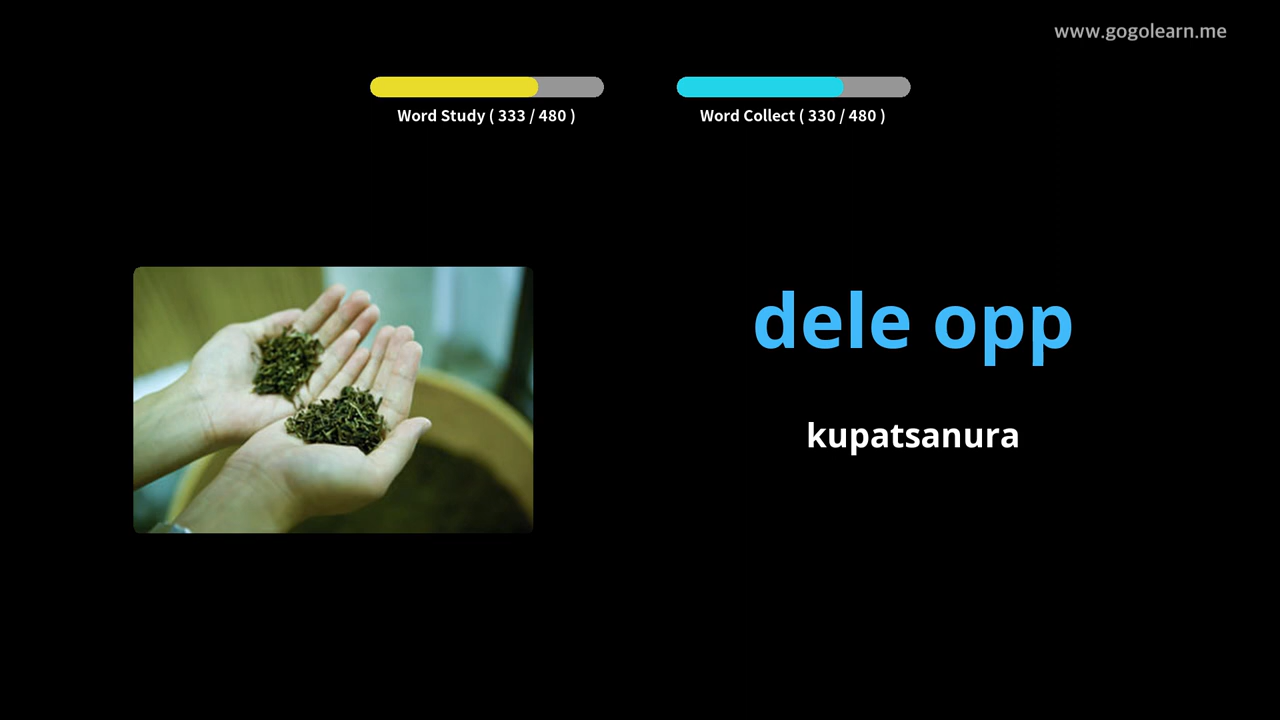 www.gogolearn.me
Word Study ( 333 / 480 )
Word Collect ( 330 / 480 )
dele opp
kupatsanura